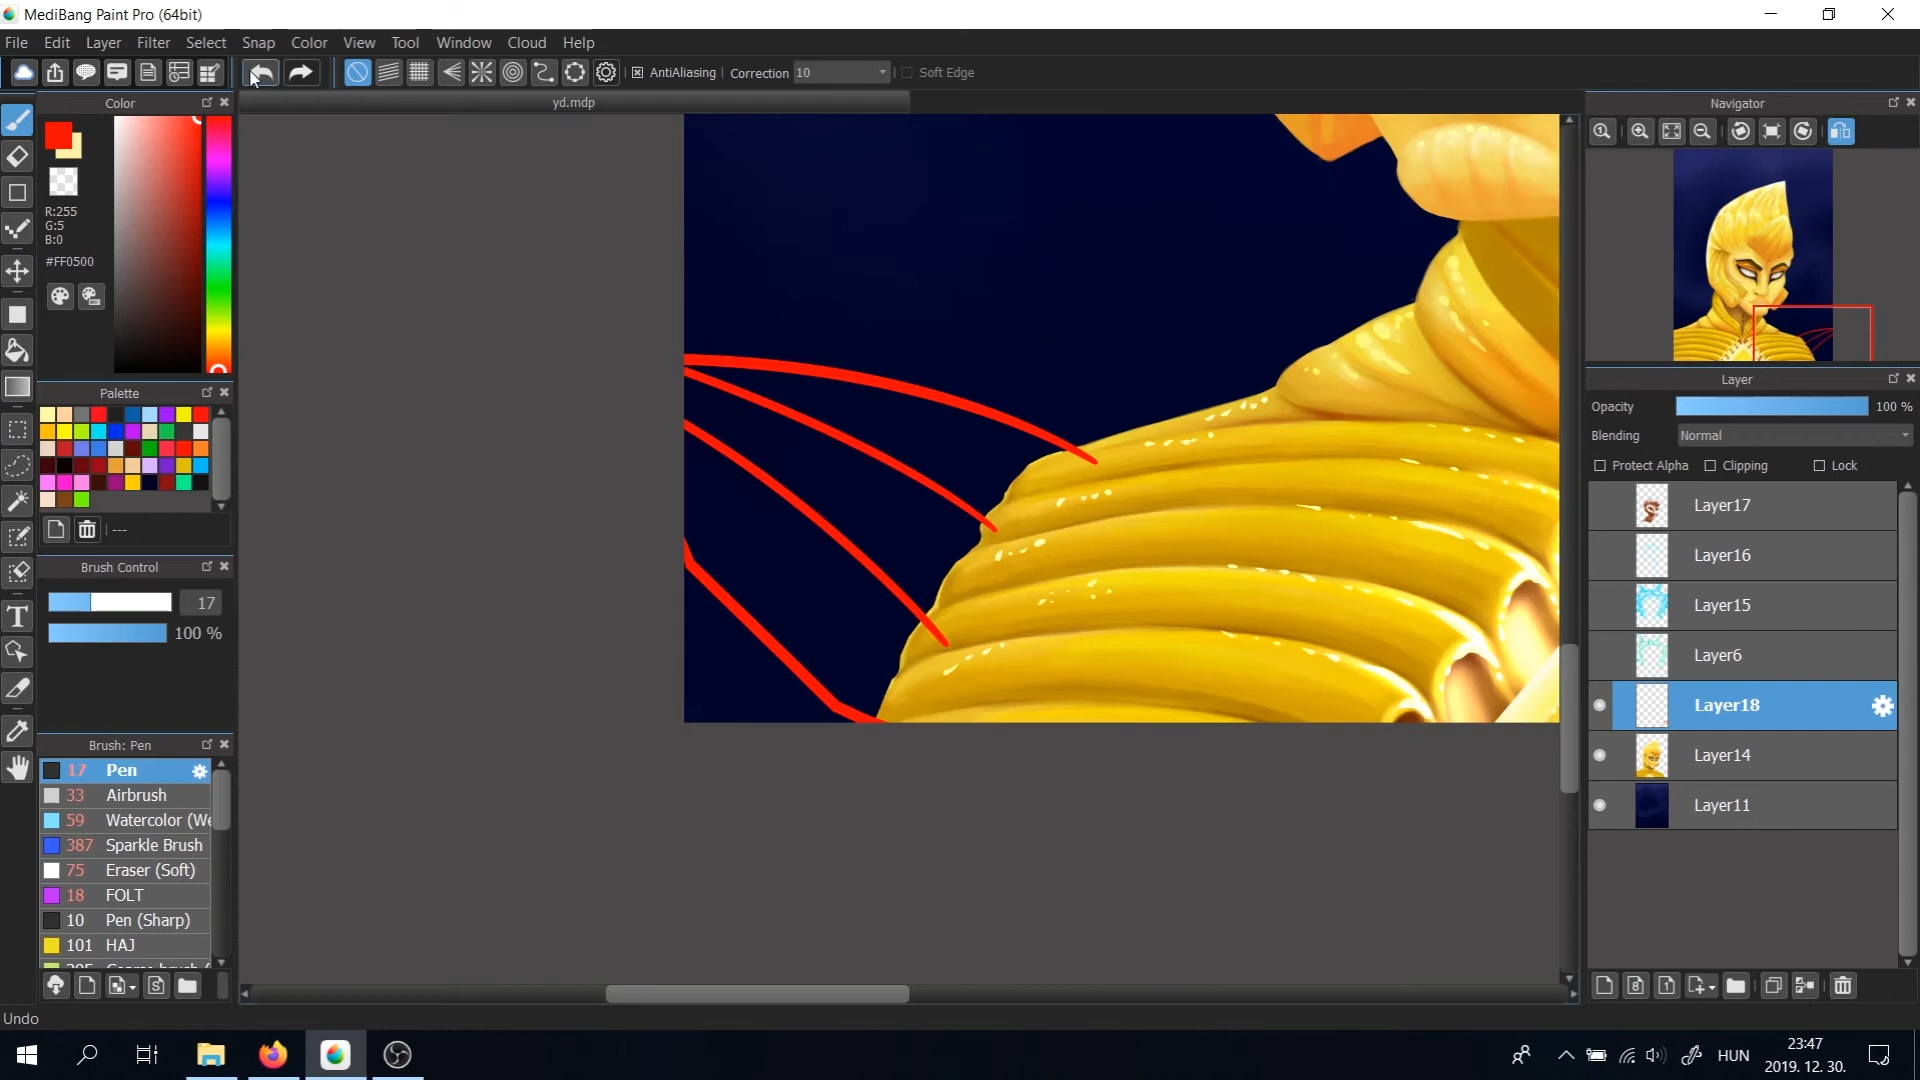 MediBang Paint Pro (64bit)
File Edit Layer Filter Select Snap Color View Tool Window Cloud Help
AntiAliasing Correction 10 Soft Edge
Color
yd.mdp
Navigator
R:255
G:5
B:0
#FF0500
Palette
---
Brush Control
17
100 %
Brush: Pen
17 Pen
33 Airbrush
59 Watercolor (We
387 Sparkle Brush
75 Eraser (Soft)
18 FOLT
10 Pen (Sharp)
101 HAJ
Layer
Opacity 100 %
Blending Normal
Protect Alpha Clipping Lock
Layer17
Layer16
Layer15
Layer6
Layer18
Layer14
Layer11
Undo
HUN
23:47
2019. 12. 30.